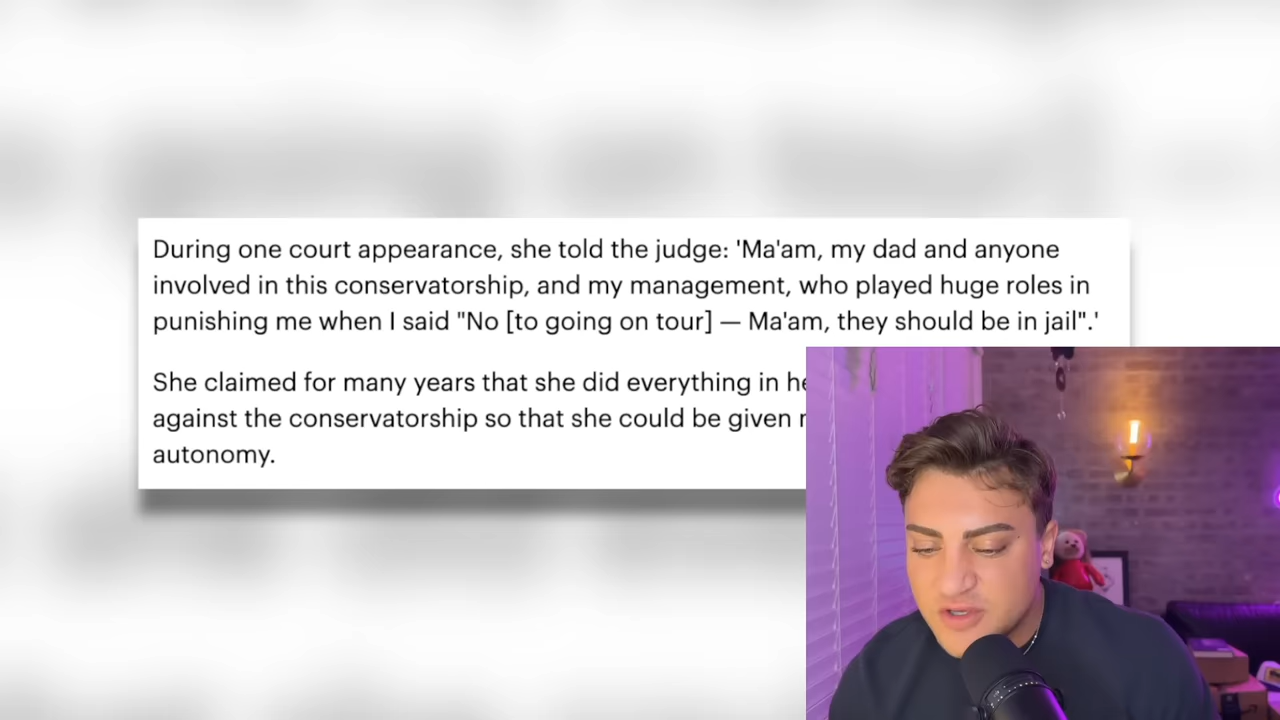 During one court appearance, she told the judge: 'Ma'am, my dad and anyone
involved in this conservatorship, and my management, who played huge roles in
punishing me when I said "No [to going on tour] — Ma'am, they should be in jail".'
She claimed for many years that she did everything in
against the conservatorship so that she could be given
autonomy.